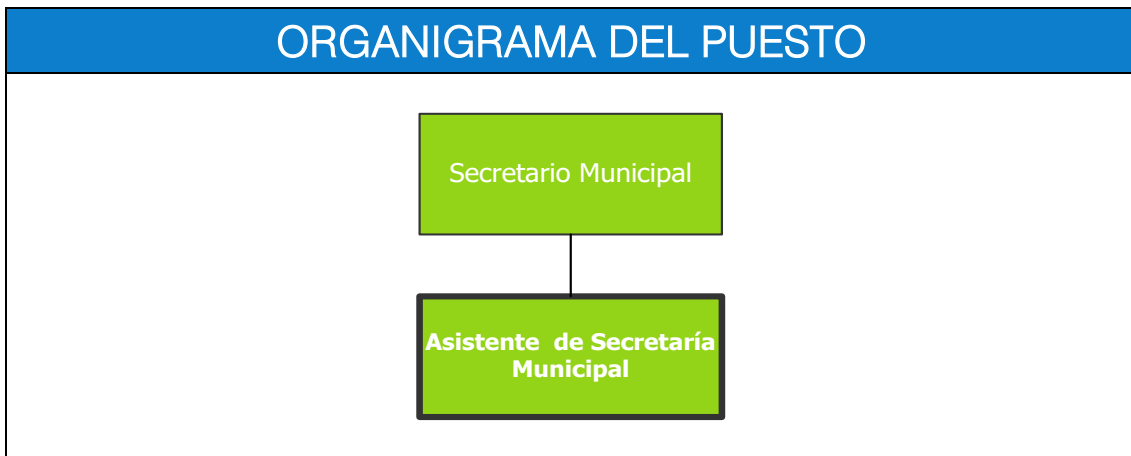 ORGANIGRAMA DEL PUESTO
Secretario Municipal
Asistente de Secretaría
Municipal